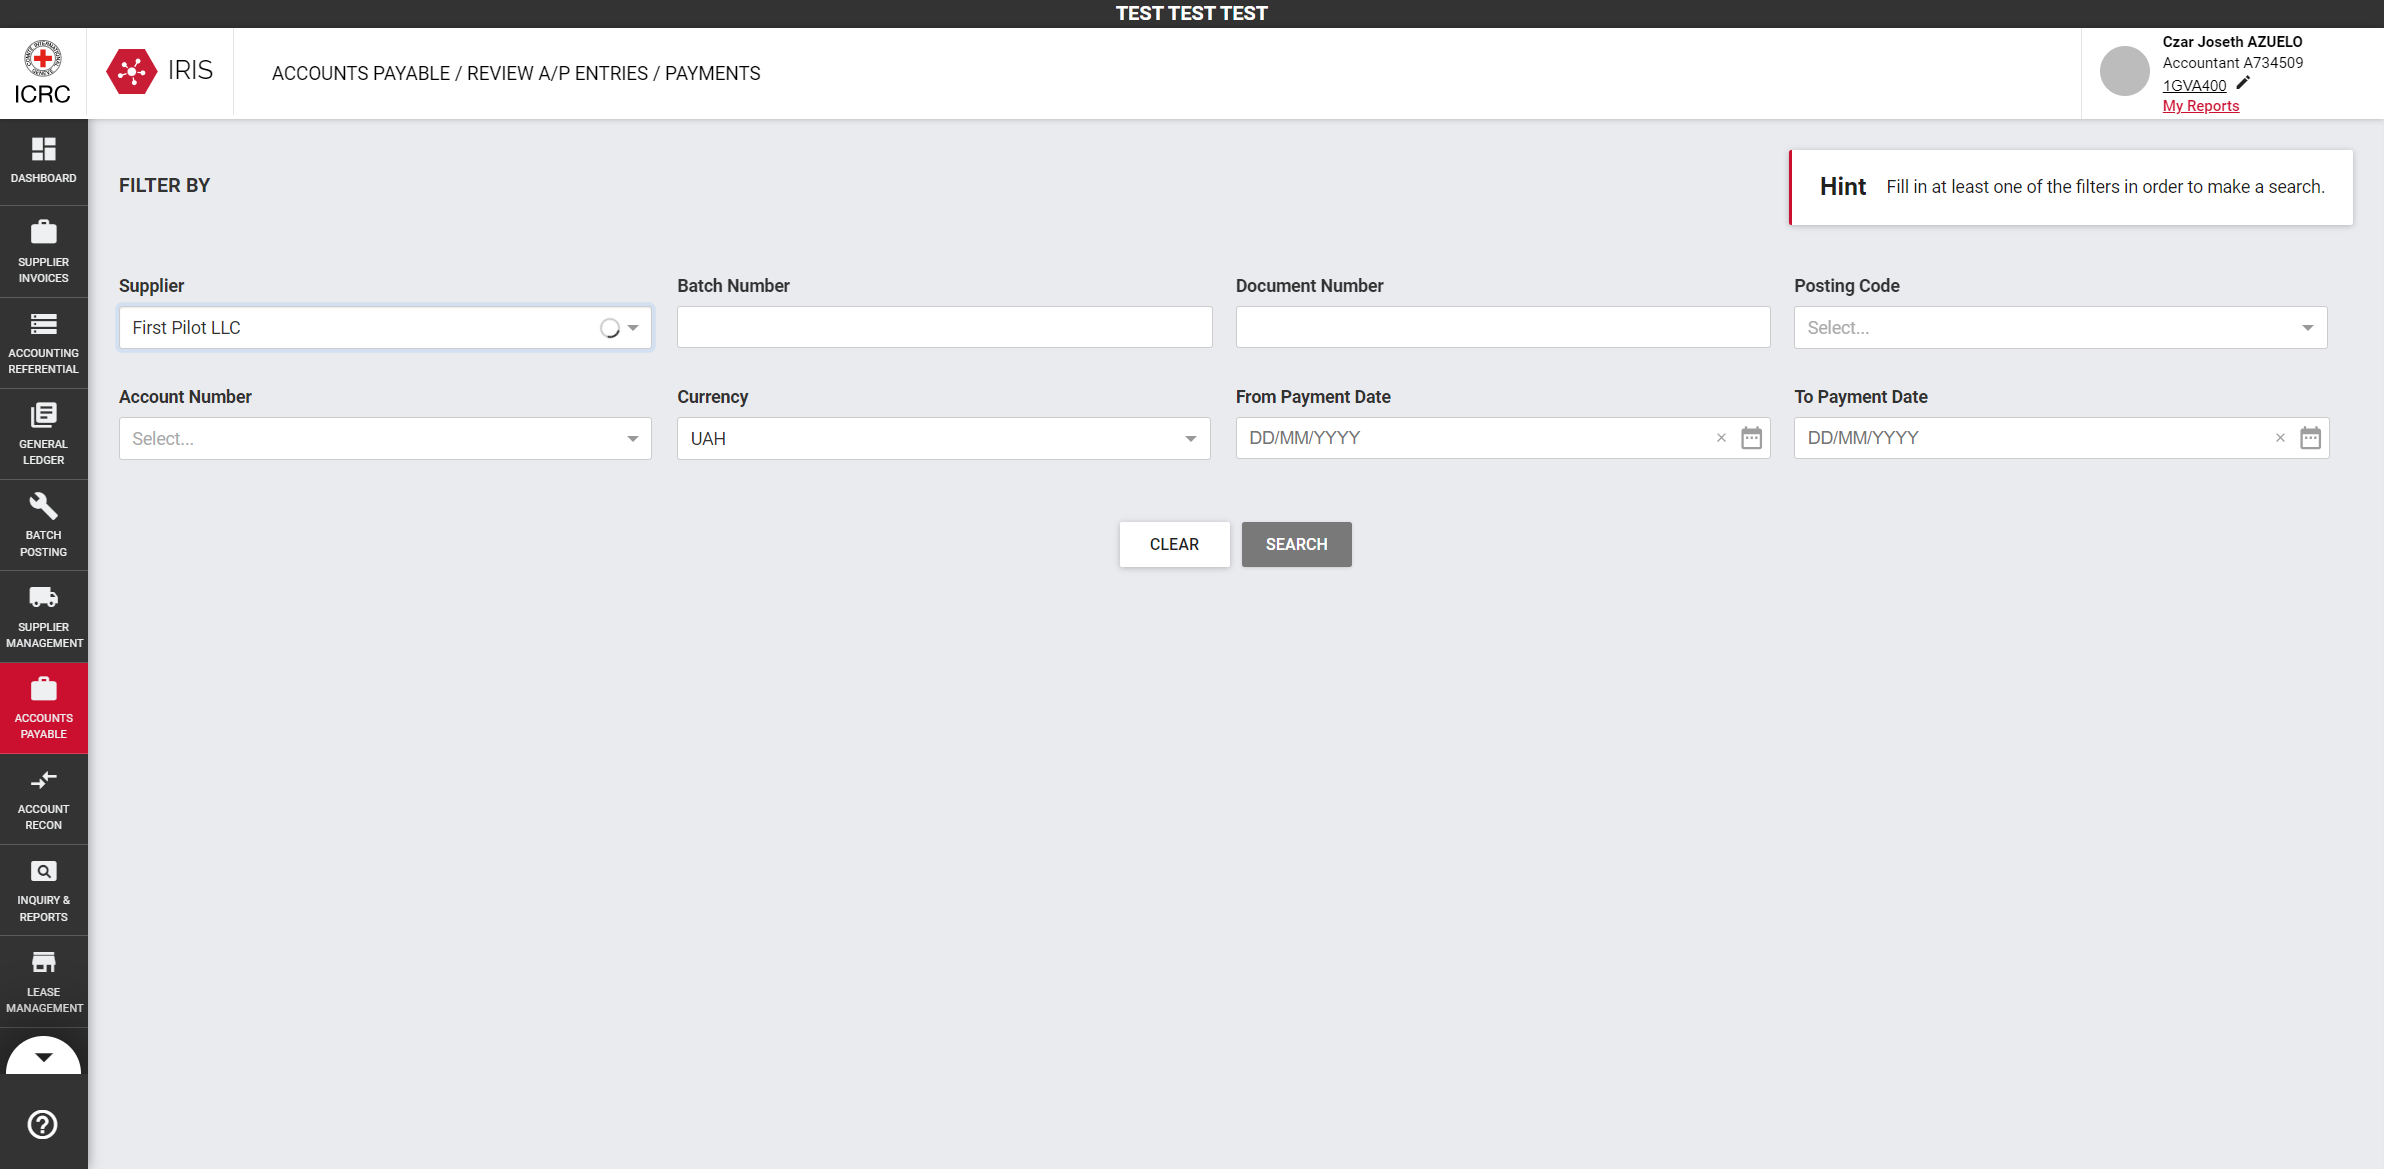 TEST TEST TEST
ICRC
IRIS
ACCOUNTS PAYABLE / REVIEW A/P ENTRIES / PAYMENTS
Czar Joseth AZUELO
Accountant A734509
1GVA400
My Reports
DASHBOARD
SUPPLIER
INVOICES
ACCOUNTING
REFERENTIAL
GENERAL
LEDGER
BATCH
POSTING
SUPPLIER
MANAGEMENT
ACCOUNTS
PAYABLE
ACCOUNT
RECON
INQUIRY &
REPORTS
LEASE
MANAGEMENT
FILTER BY
Hint Fill in at least one of the filters in order to make a search.
Supplier
First Pilot LLC
Batch Number
Document Number
Posting Code
Select...
Account Number
Select...
Currency
UAH
From Payment Date
DD/MM/YYYY
To Payment Date
DD/MM/YYYY
CLEAR
SEARCH